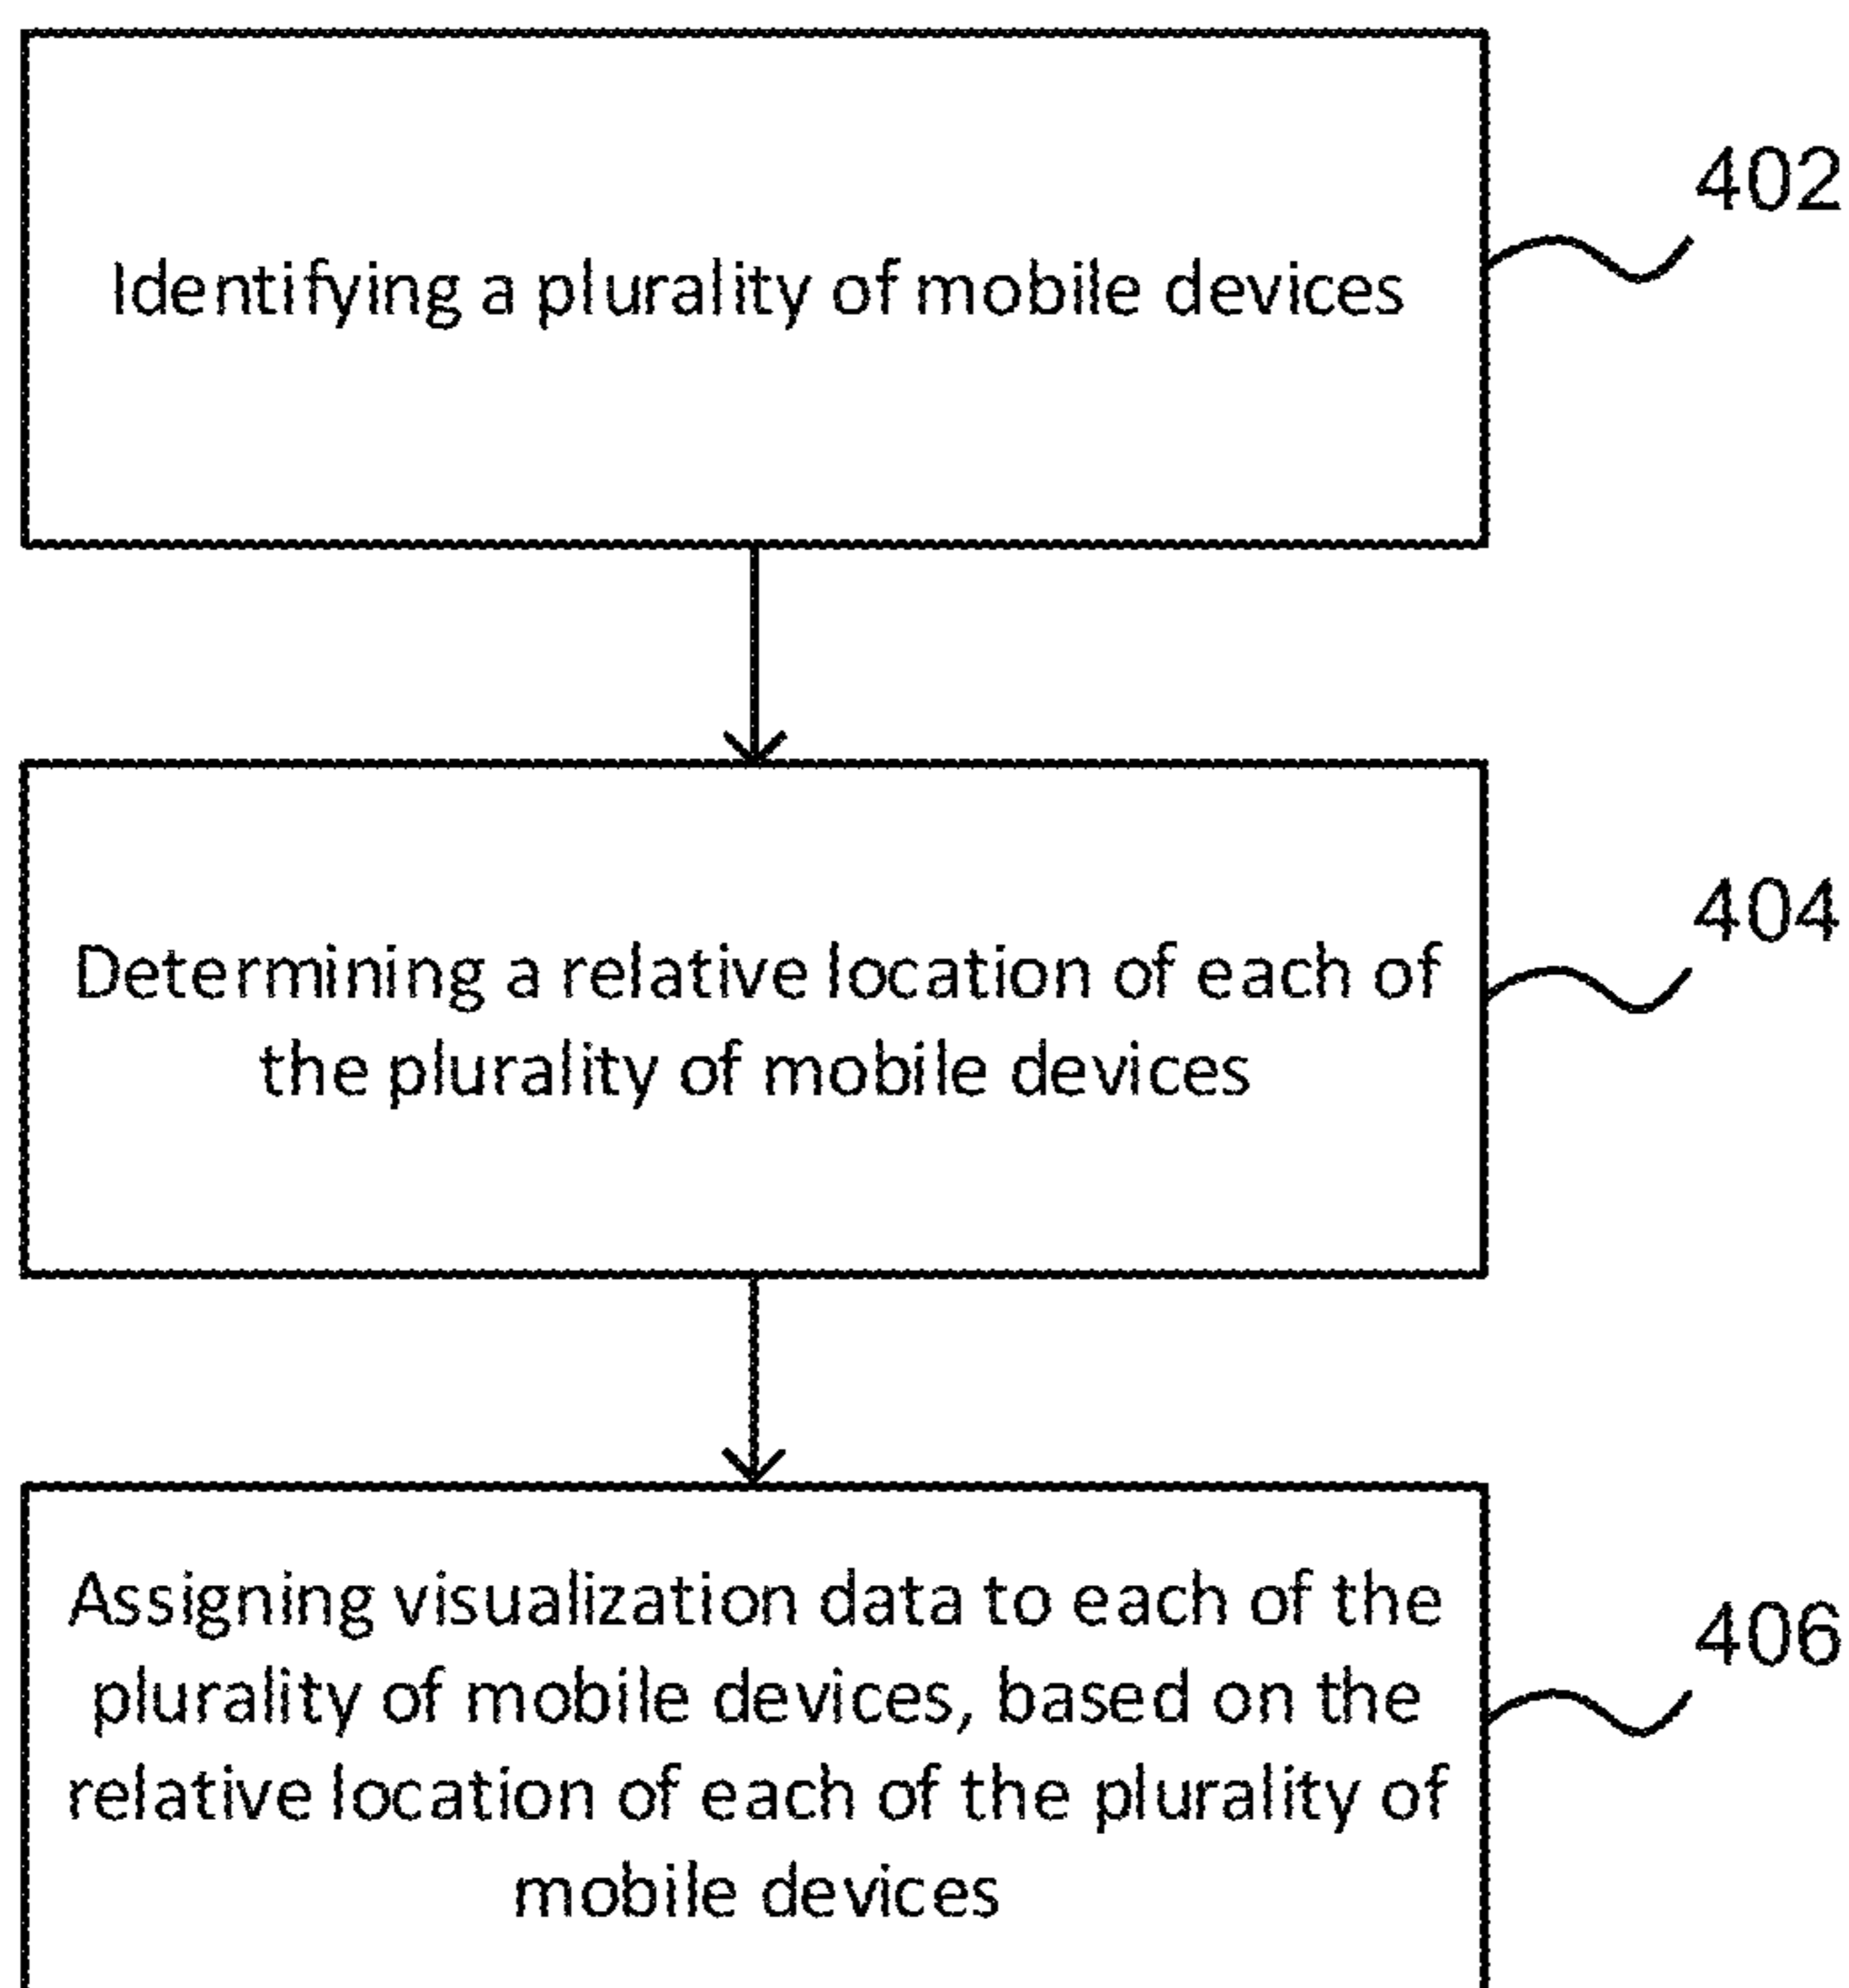 402
Identifying a plurality of mobile devices
404
Determining a relative location of each of
the plurality of mobile devices
406
Assigning visualization data to each of the
plurality of mobile devices, based on the
relative location of each of the plurality of
mobile devices